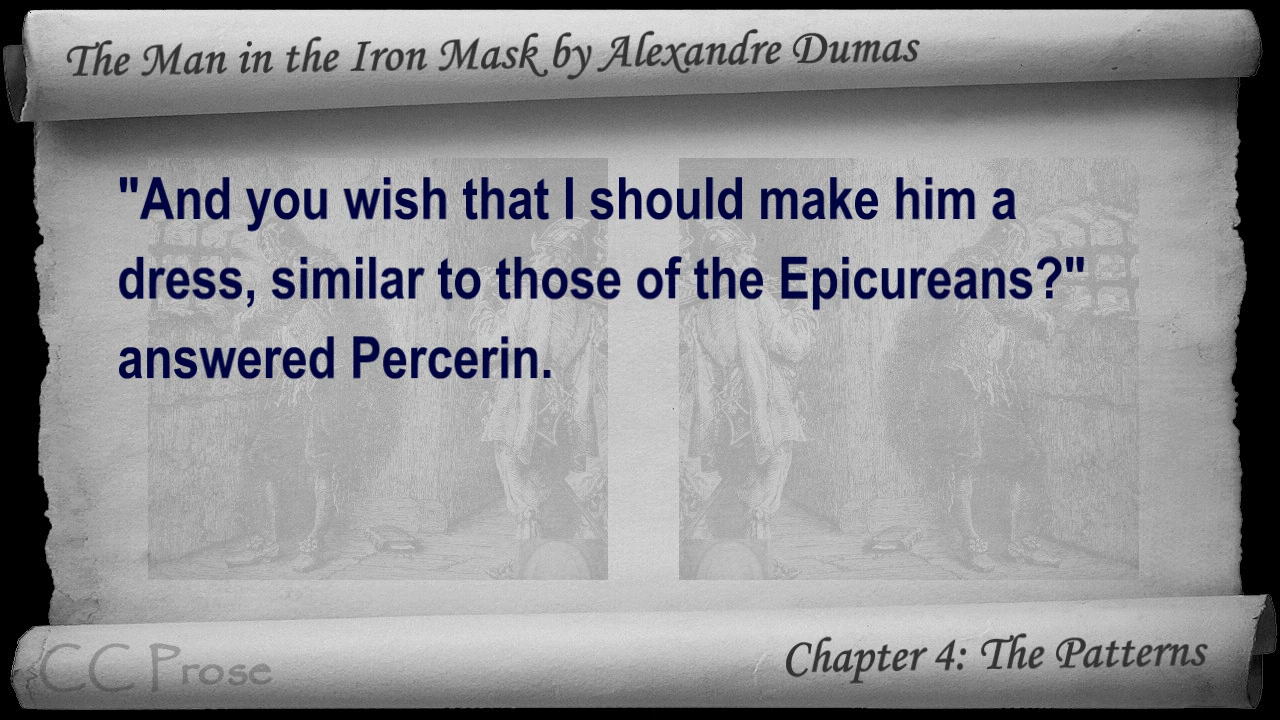 The Man in the Iron Mask by Alexandre Dumas
"And you wish that I should make him a
dress, similar to those of the Epicureans?"
answered Percerin.
CC Prose
Chapter 4: The Patterns